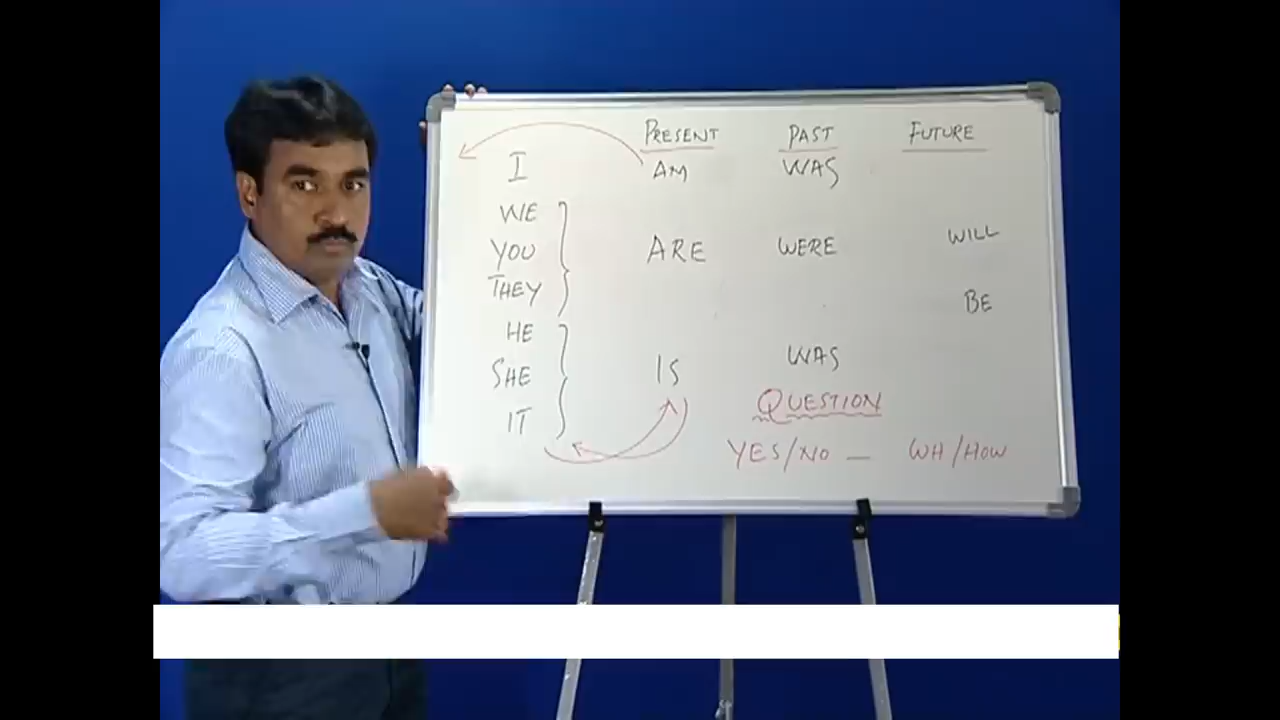 PRESENT PAST FUTURE
I AM WAS
WE
YOU ARE WERE WILL
THEY BE
HE
SHE IS WAS
IT QUESTION
YES/NO — WH/HOW